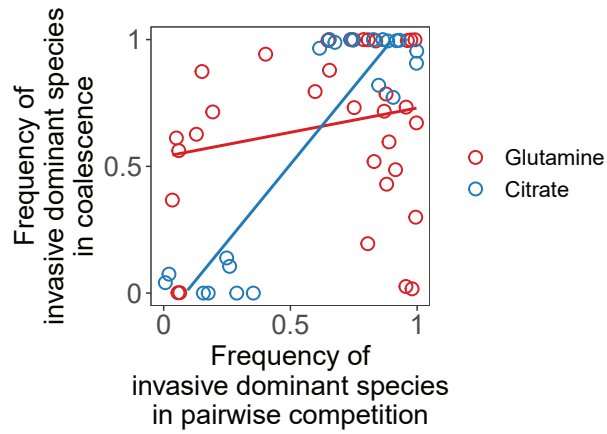 Frequency of
invasive dominant species
in coalescence
1
0.5
0
0
0.5
1
Frequency of
invasive dominant species
in pairwise competition
Glutamine
Citrate